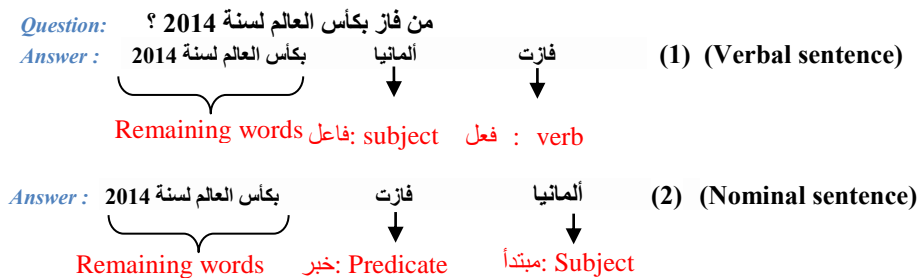 Question: من فاز بكأس العالم لسنة 2014 ؟
Answer : فازت ألمانيا بكأس العالم لسنة 2014 (1) (Verbal sentence)
Remaining words فاعل: subject فعل : verb
Answer : ألمانيا فازت بكأس العالم لسنة 2014 (2) (Nominal sentence)
Remaining words خبر: Predicate مبتدأ: Subject